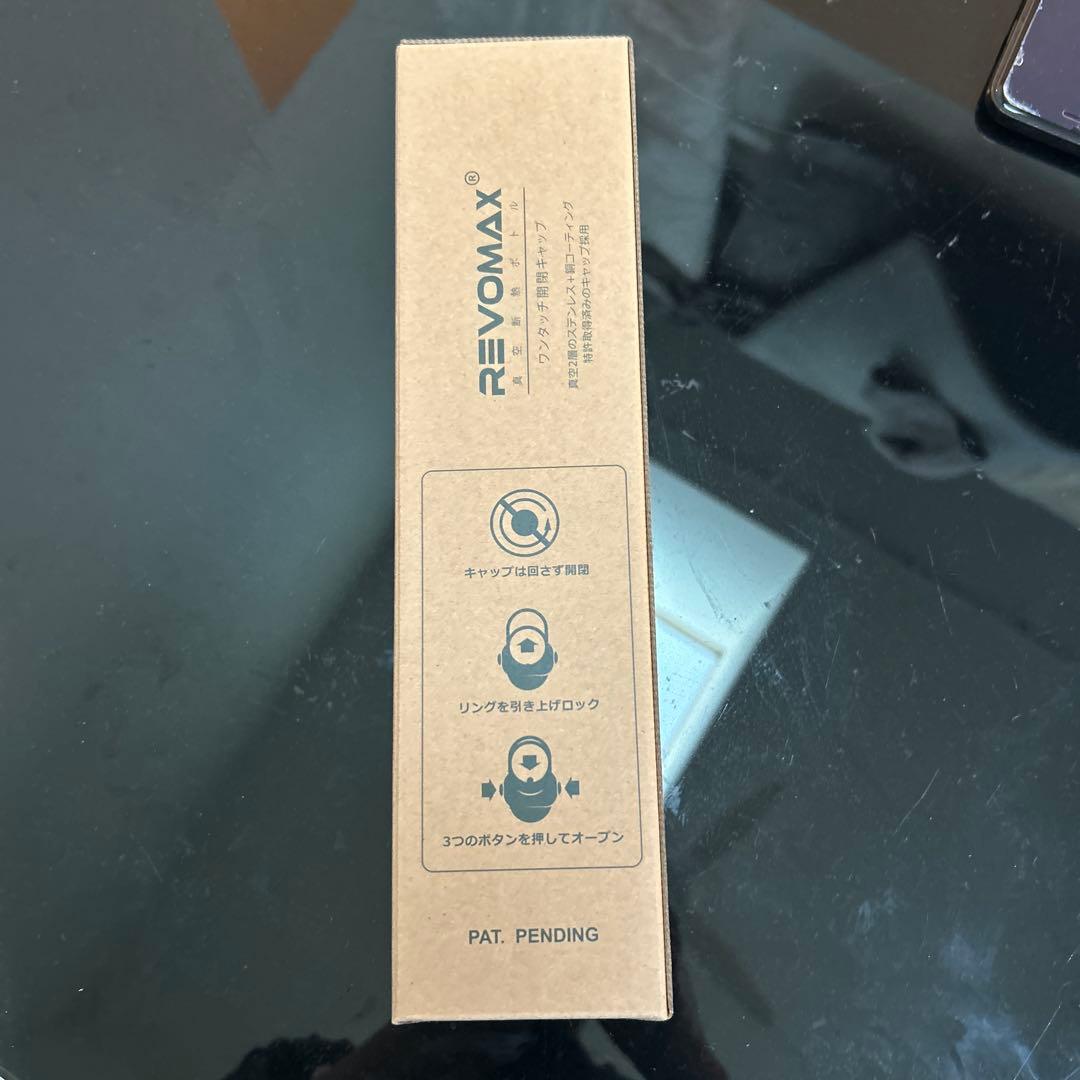 REVOMAX®
真空断熱ボトル
ワンタッチ開閉キャップ
真空2層のステンレス+銅コーティング
特許取得済みのキャップ採用
キャップは回さず開閉
リングを引き上げロック
3つのボタンを押してオープン
PAT. PENDING